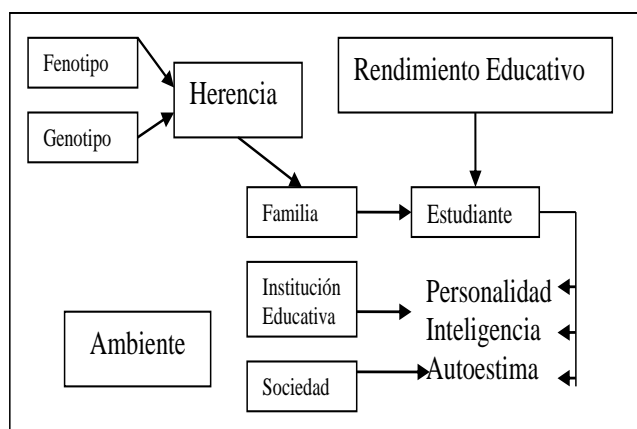 Fenotipo
Rendimiento Educativo
Herencia
Genotipo
Familia
Estudiante
Institución
Educativa
Personalidad
Inteligencia
Autoestima
Ambiente
Sociedad